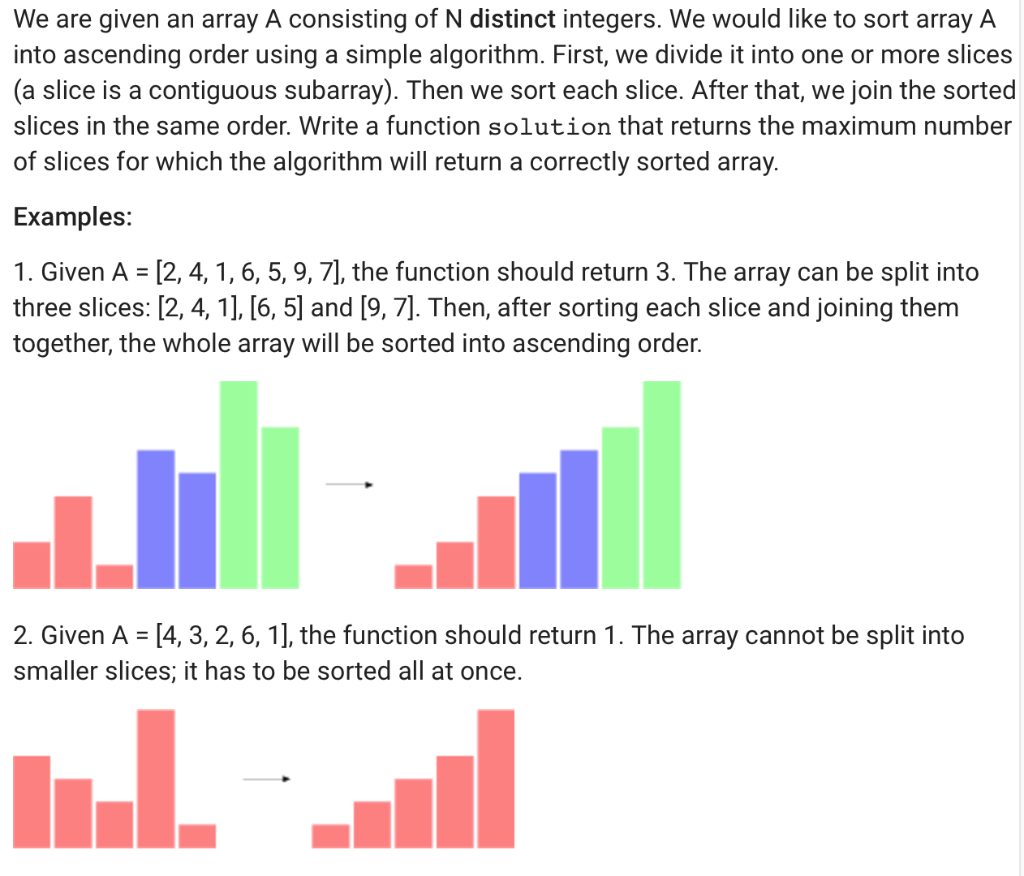 We are given an array A consisting of N distinct integers. We would like to sort array A
into ascending order using a simple algorithm. First, we divide it into one or more slices
(a slice is a contiguous subarray). Then we sort each slice. After that, we join the sorted
slices in the same order. Write a function solution that returns the maximum number
of slices for which the algorithm will return a correctly sorted array.
Examples:
1. Given A = [2, 4, 1, 6, 5, 9, 7], the function should return 3. The array can be split into
three slices: [2, 4, 1], [6, 5] and [9, 7]. Then, after sorting each slice and joining them
together, the whole array will be sorted into ascending order.
2. Given A = [4, 3, 2, 6, 1], the function should return 1. The array cannot be split into
smaller slices; it has to be sorted all at once.